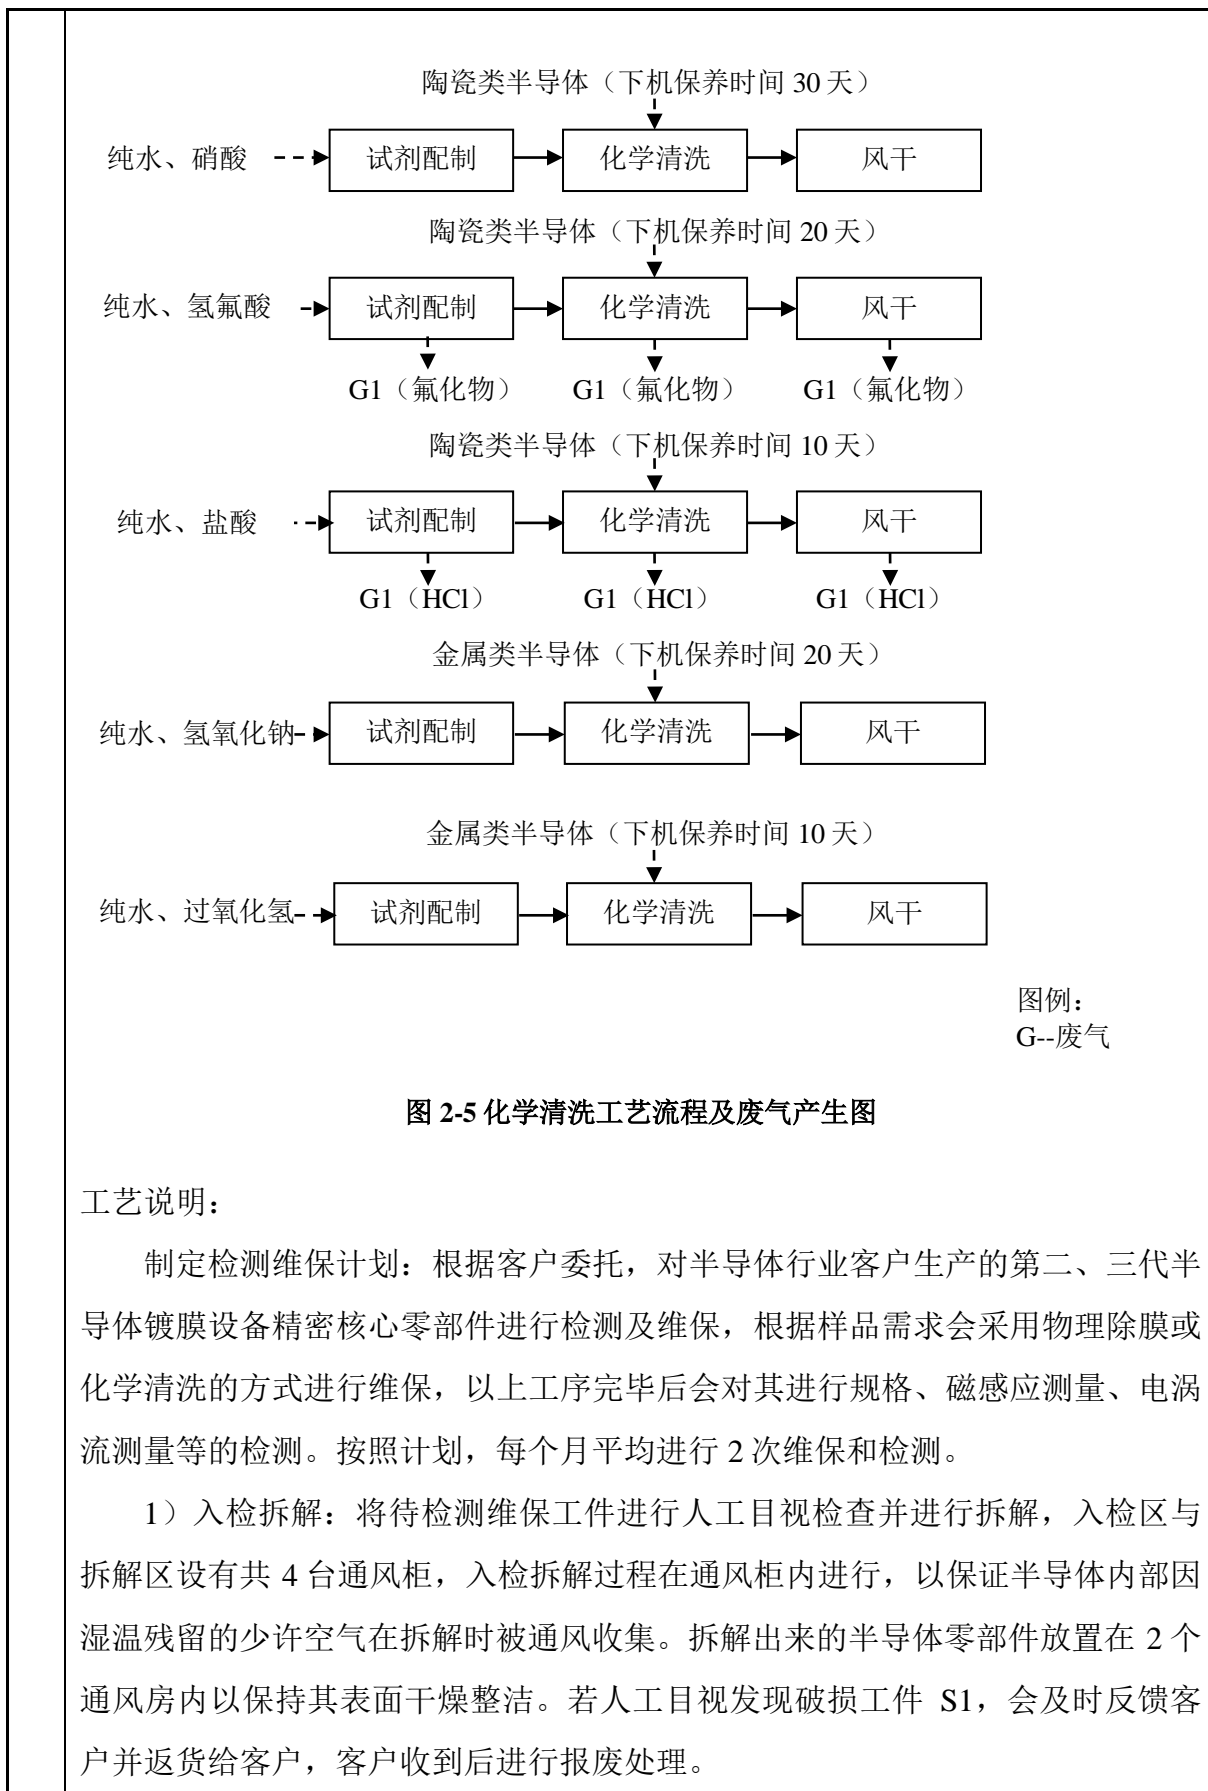 陶瓷类半导体（下机保养时间 30 天）
纯水、硝酸 试剂配制 化学清洗 风干
陶瓷类半导体（下机保养时间 20 天）
纯水、氢氟酸 试剂配制 化学清洗 风干
G1（氟化物） G1（氟化物） G1（氟化物）
陶瓷类半导体（下机保养时间 10 天）
纯水、盐酸 试剂配制 化学清洗 风干
G1（HCl） G1（HCl） G1（HCl）
金属类半导体（下机保养时间 20 天）
纯水、氢氧化钠 试剂配制 化学清洗 风干
金属类半导体（下机保养时间 10 天）
纯水、过氧化氢 试剂配制 化学清洗 风干
图例：
G--废气
图 2-5 化学清洗工艺流程及废气产生图
工艺说明：
制定检测维保计划：根据客户委托，对半导体行业客户生产的第二、三代半
导体镀膜设备精密核心零部件进行检测及维保，根据样品需求会采用物理除膜或
化学清洗的方式进行维保，以上工序完毕后会对其进行规格、磁感应测量、电涡
流测量等的检测。按照计划，每个月平均进行 2 次维保和检测。
1）入检拆解：将待检测维保工件进行人工目视检查并进行拆解，入检区与
拆解区设有共 4 台通风柜，入检拆解过程在通风柜内进行，以保证半导体内部因
湿温残留的少许空气在拆解时被通风收集。拆解出来的半导体零部件放置在 2 个
通风房内以保持其表面干燥整洁。若人工目视发现破损工件 S1，会及时反馈客
户并返货给客户，客户收到后进行报废处理。